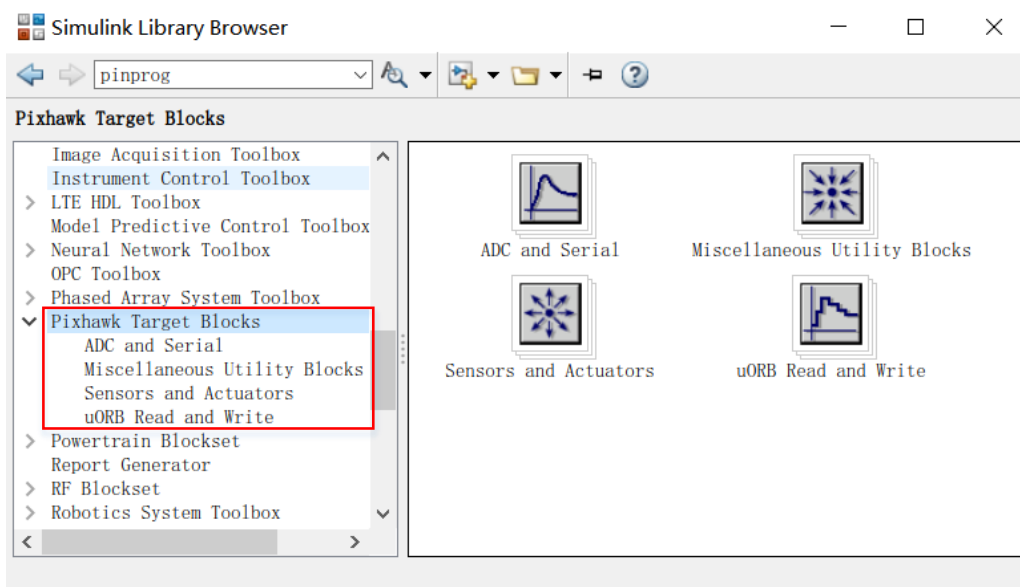 Simulink Library Browser
pinprog
Pixhawk Target Blocks
Image Acquisition Toolbox
Instrument Control Toolbox
LTE HDL Toolbox
Model Predictive Control Toolbox
Neural Network Toolbox
OPC Toolbox
Phased Array System Toolbox
Pixhawk Target Blocks
ADC and Serial
Miscellaneous Utility Blocks
Sensors and Actuators
uORB Read and Write
Powertrain Blockset
Report Generator
RF Blockset
Robotics System Toolbox
ADC and Serial
Miscellaneous Utility Blocks
Sensors and Actuators
uORB Read and Write